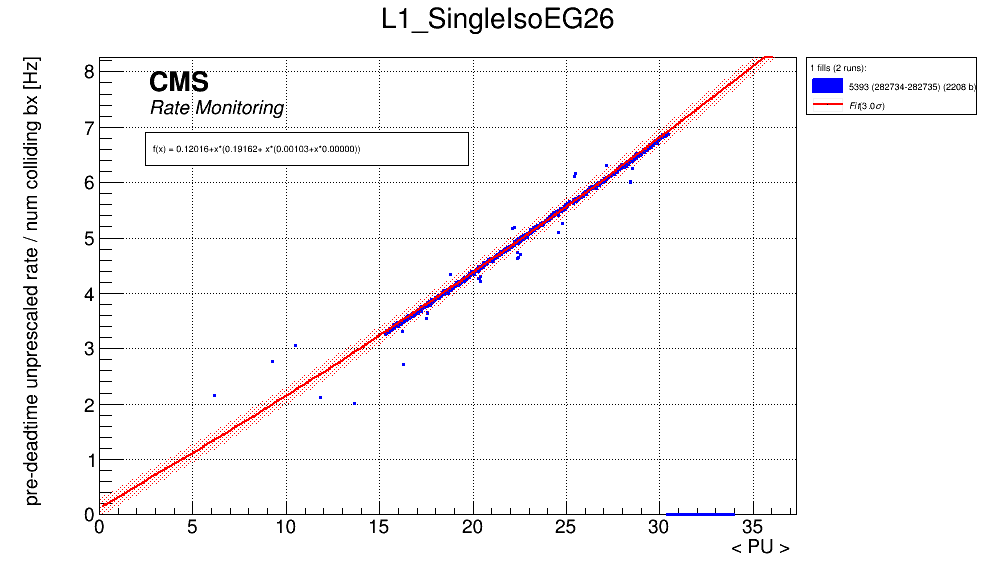 L1_SingleIsoEG26
pre-deadtime unprescaled rate / num colliding bx [Hz]
8
7
6
5
4
3
2
1
0
CMS
Rate Monitoring
f(x) = 0.12016+x*(0.19162+ x*(0.00103+x*0.00000))
0 5 10 15 20 25 30 35
< PU >
1 fills (2 runs):
5393 (282734-282735) (2208 b)
Fit(3.0σ)